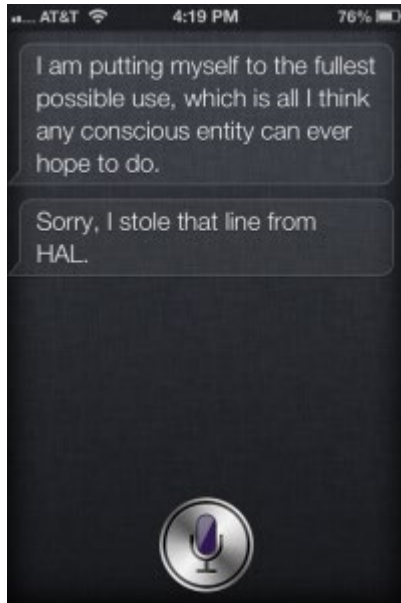 AT&T 4:19 PM 76%
I am putting myself to the fullest
possible use, which is all I think
any conscious entity can ever
hope to do.
Sorry, I stole that line from
HAL.